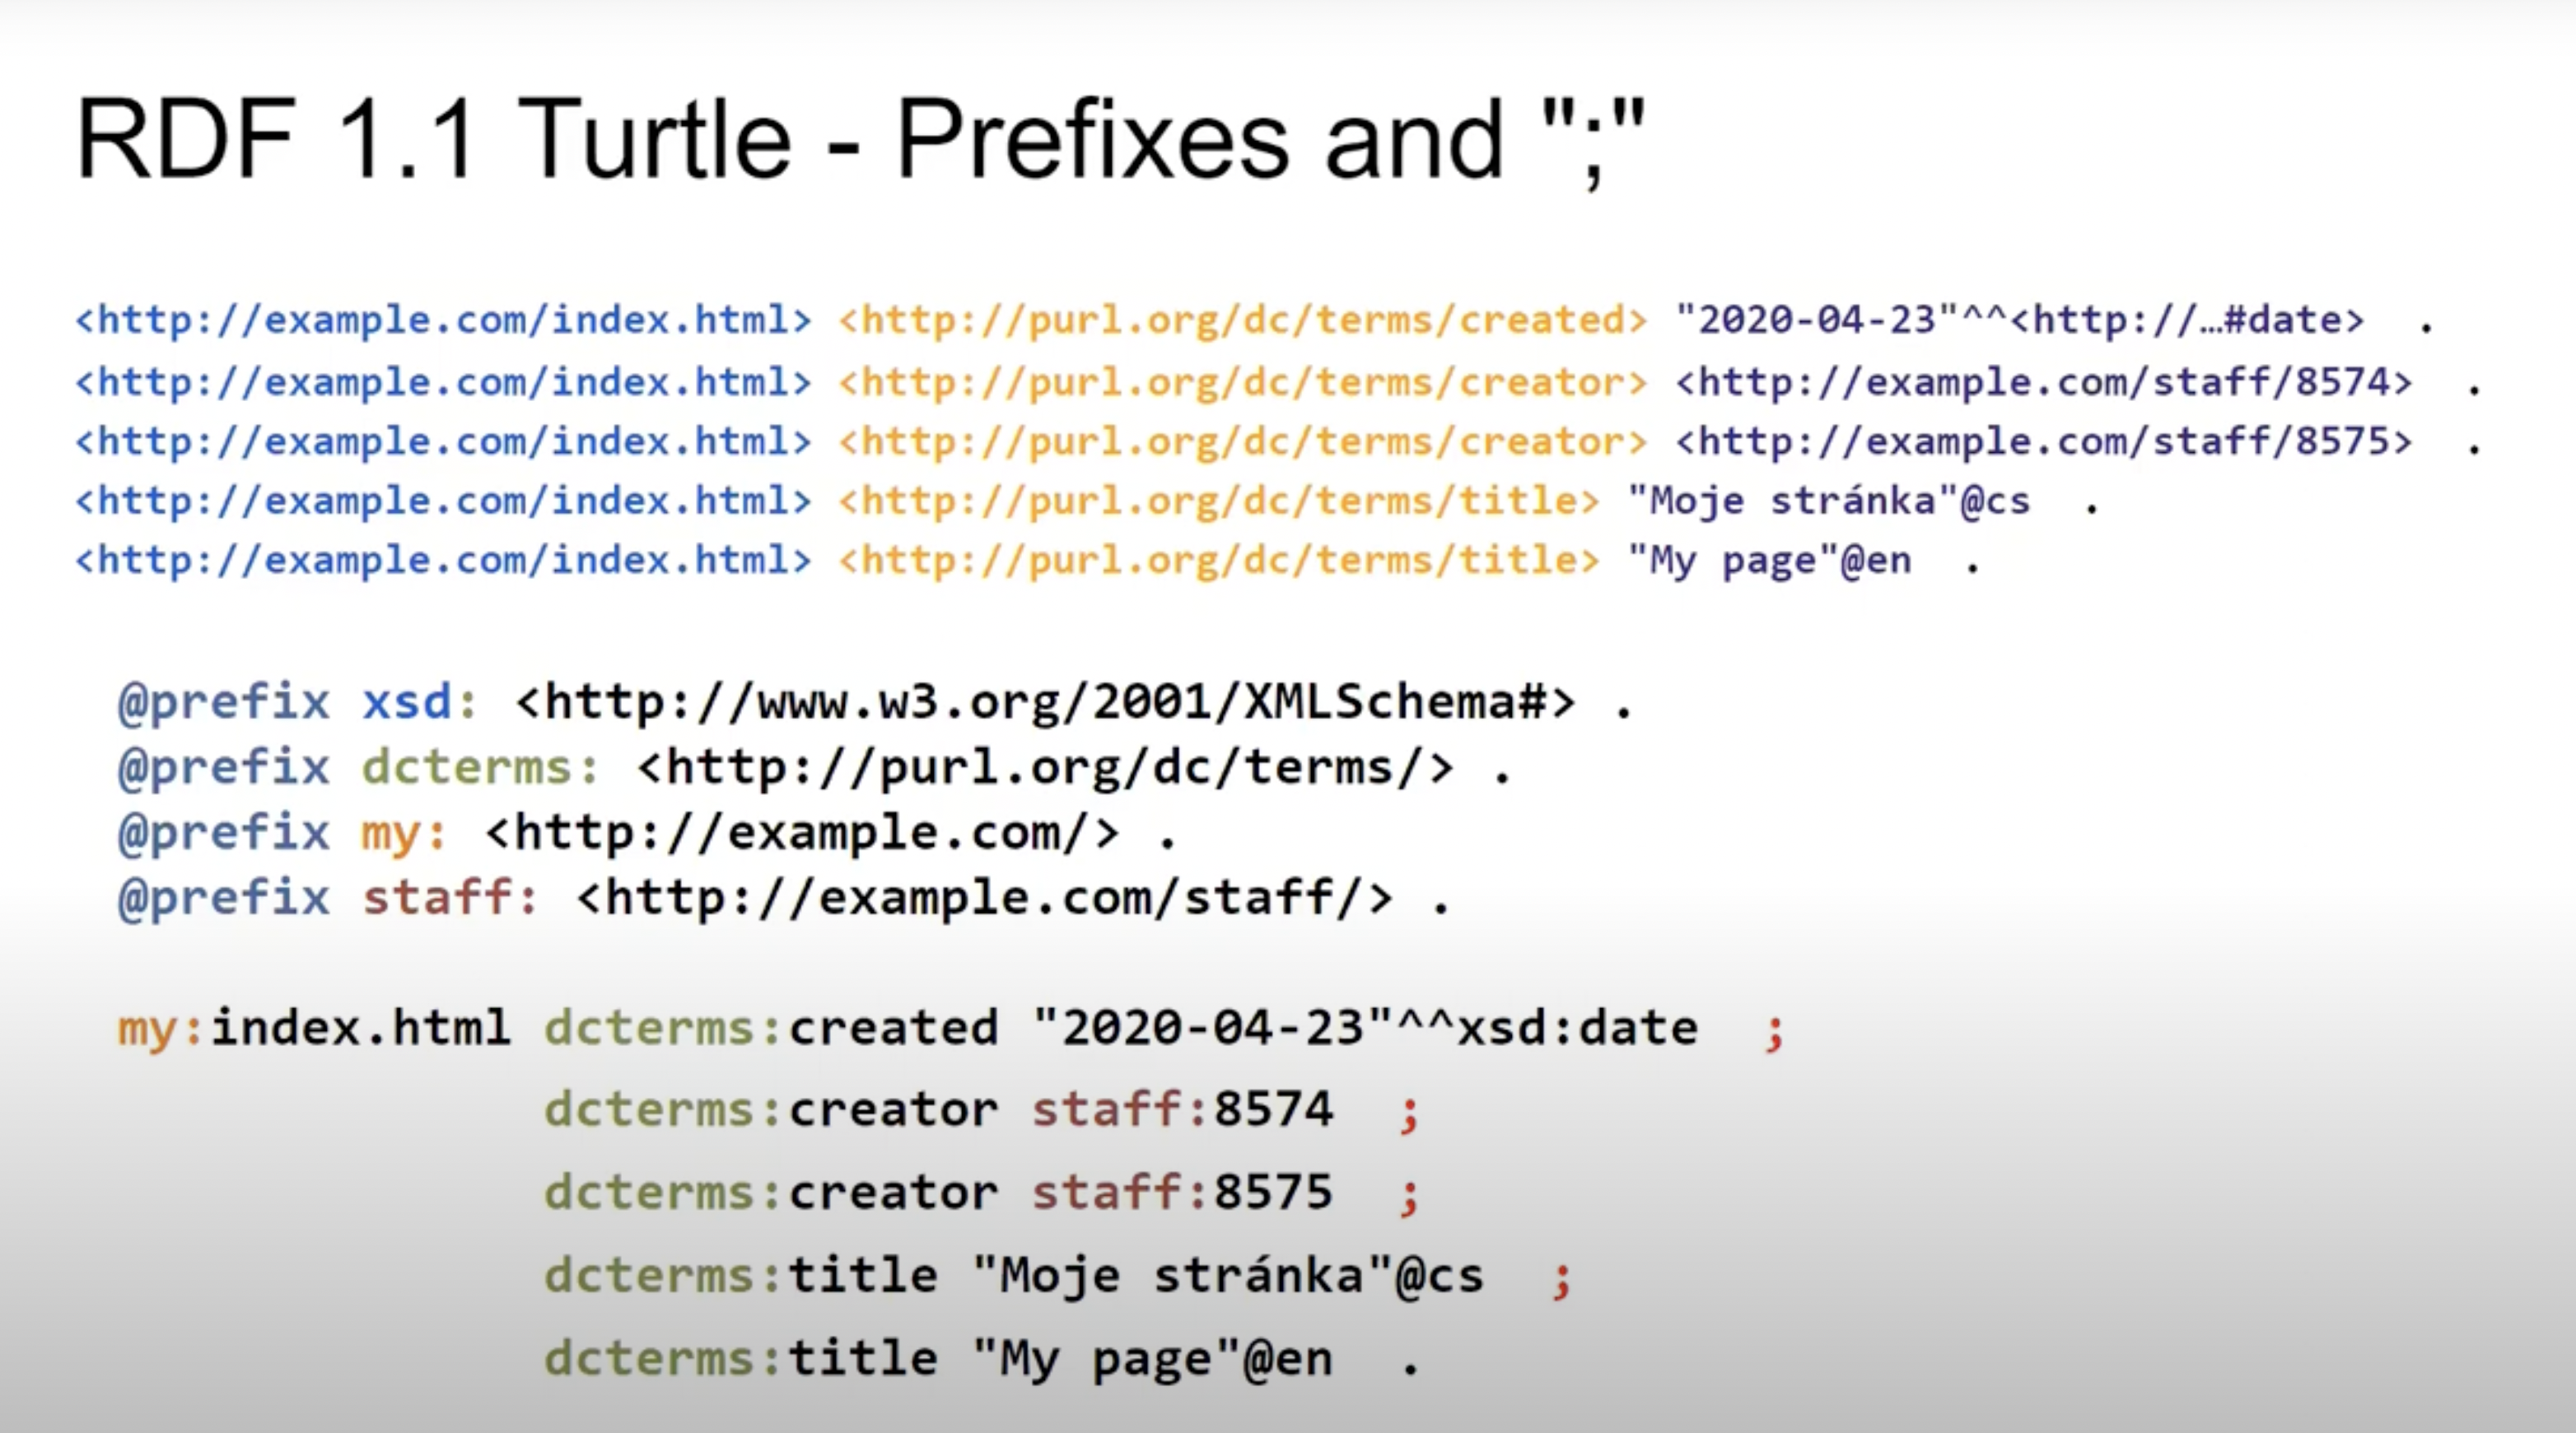 RDF 1.1 Turtle - Prefixes and ";"
<http://example.com/index.html> <http://purl.org/dc/terms/created> "2020-04-23"^^<http://…#date> .
<http://example.com/index.html> <http://purl.org/dc/terms/creator> <http://example.com/staff/8574> .
<http://example.com/index.html> <http://purl.org/dc/terms/creator> <http://example.com/staff/8575> .
<http://example.com/index.html> <http://purl.org/dc/terms/title> "Moje stránka"@cs .
<http://example.com/index.html> <http://purl.org/dc/terms/title> "My page"@en .
@prefix xsd: <http://www.w3.org/2001/XMLSchema#> .
@prefix dcterms: <http://purl.org/dc/terms/> .
@prefix my: <http://example.com/> .
@prefix staff: <http://example.com/staff/> .
my:index.html dcterms:created "2020-04-23"^^xsd:date ;
dcterms:creator staff:8574 ;
dcterms:creator staff:8575 ;
dcterms:title "Moje stránka"@cs ;
dcterms:title "My page"@en .